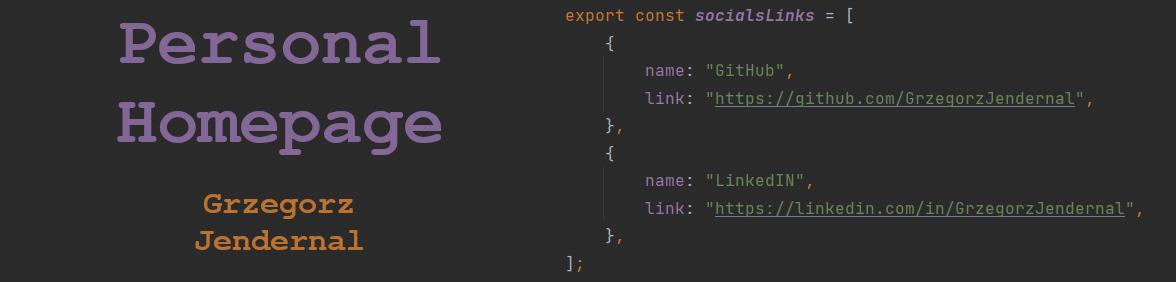 Personal
Homepage
Grzegorz
Jendernal
export const socialsLinks = [
    {
        name: "GitHub",
        link: "https://github.com/GrzegorzJendernal",
    },
    {
        name: "LinkedIN",
        link: "https://linkedin.com/in/GrzegorzJendernal",
    },
];